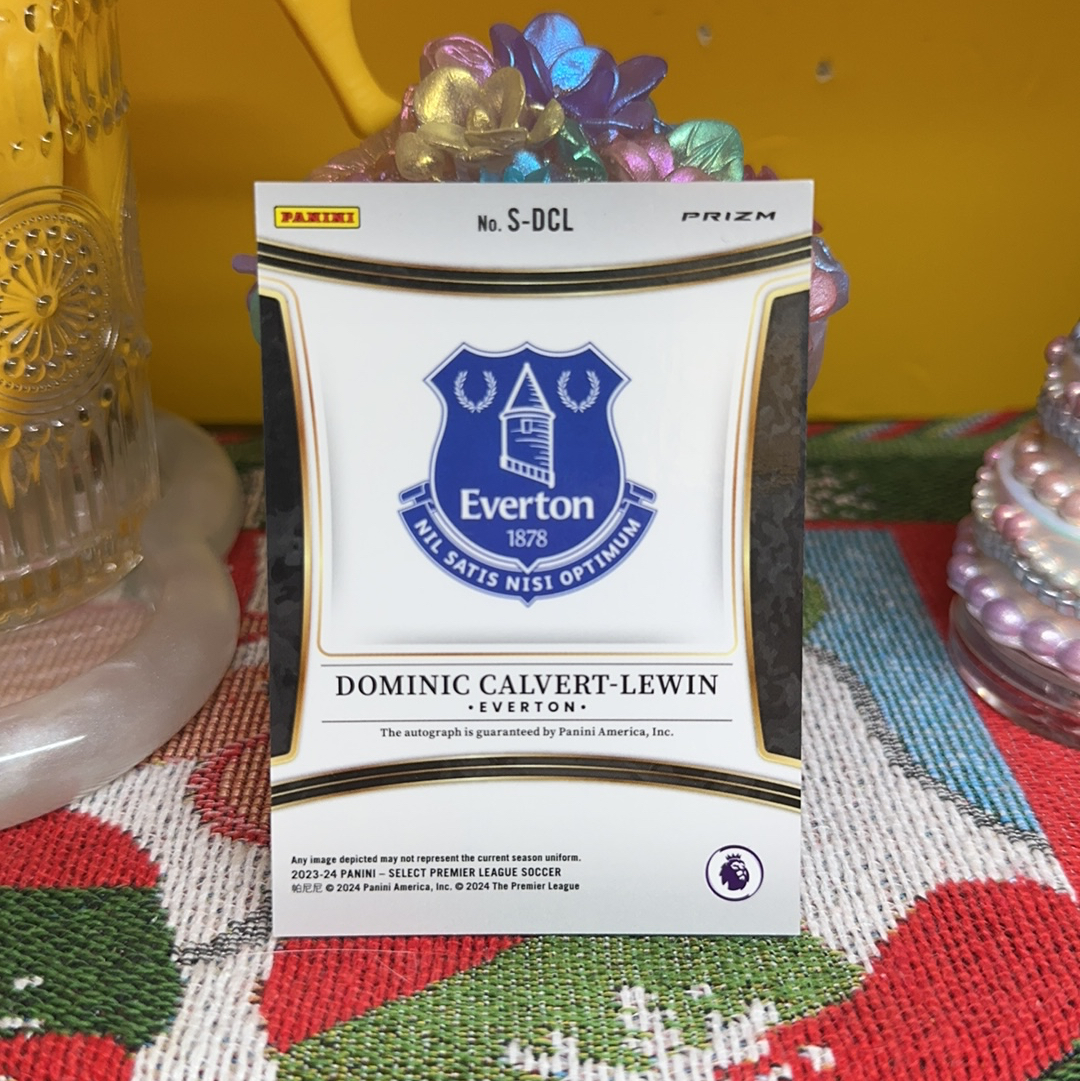 PANINI
No. S-DCL
PRIZM
Everton
1878
NIL SATIS NISI OPTIMUM
DOMINIC CALVERT-LEWIN
•EVERTON•
The autograph is guaranteed by Panini America, Inc.
Any image depicted may not represent the current season uniform.
2023-24 PANINI – SELECT PREMIER LEAGUE SOCCER
帕尼尼 © 2024 Panini America, Inc. © 2024 The Premier League